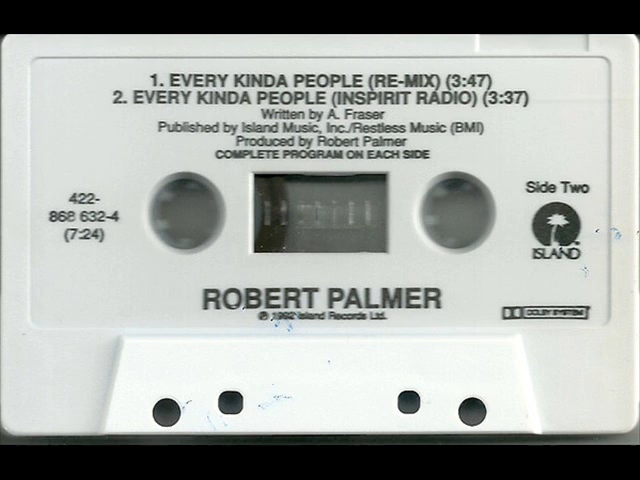 1. EVERY KINDA PEOPLE (RE-MIX) (3:47)
2. EVERY KINDA PEOPLE (INSPIRIT RADIO) (3:37)
Written by A. Fraser
Published by Island Music, Inc./Restless Music (BMI)
Produced by Robert Palmer
COMPLETE PROGRAM ON EACH SIDE
422-
868 632-4
(7:24)
Side Two
ISLAND
ROBERT PALMER
℗ 1992 Island Records Ltd.
DOLBY SYSTEM